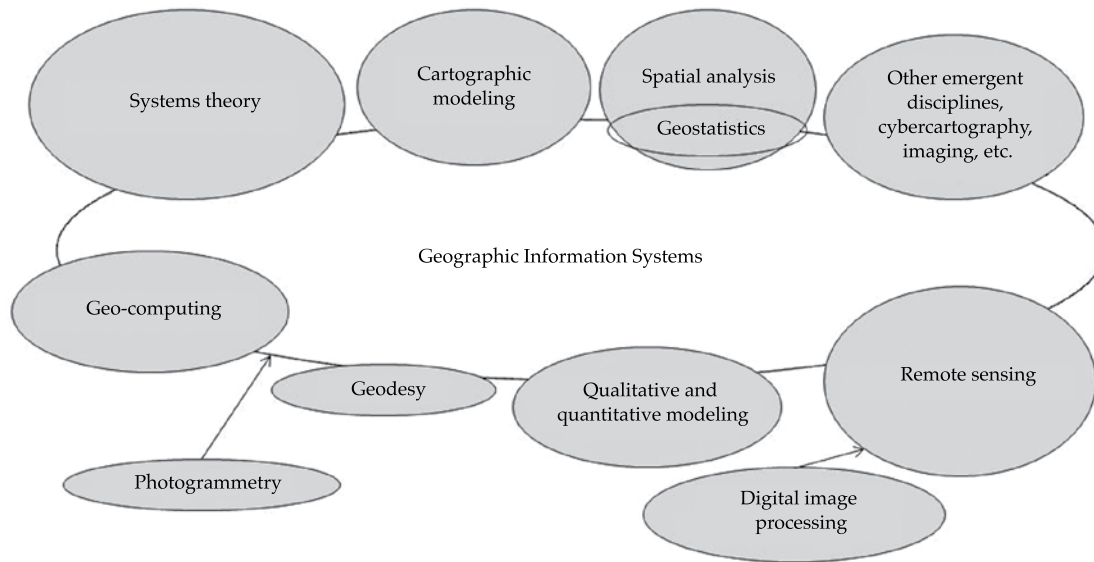 Systems theory
Cartographic
modeling
Spatial analysis
Geostatistics
Other emergent
disciplines,
cybercartography,
imaging, etc.
Geographic Information Systems
Geo-computing
Geodesy
Qualitative and
quantitative modeling
Remote sensing
Photogrammetry
Digital image
processing